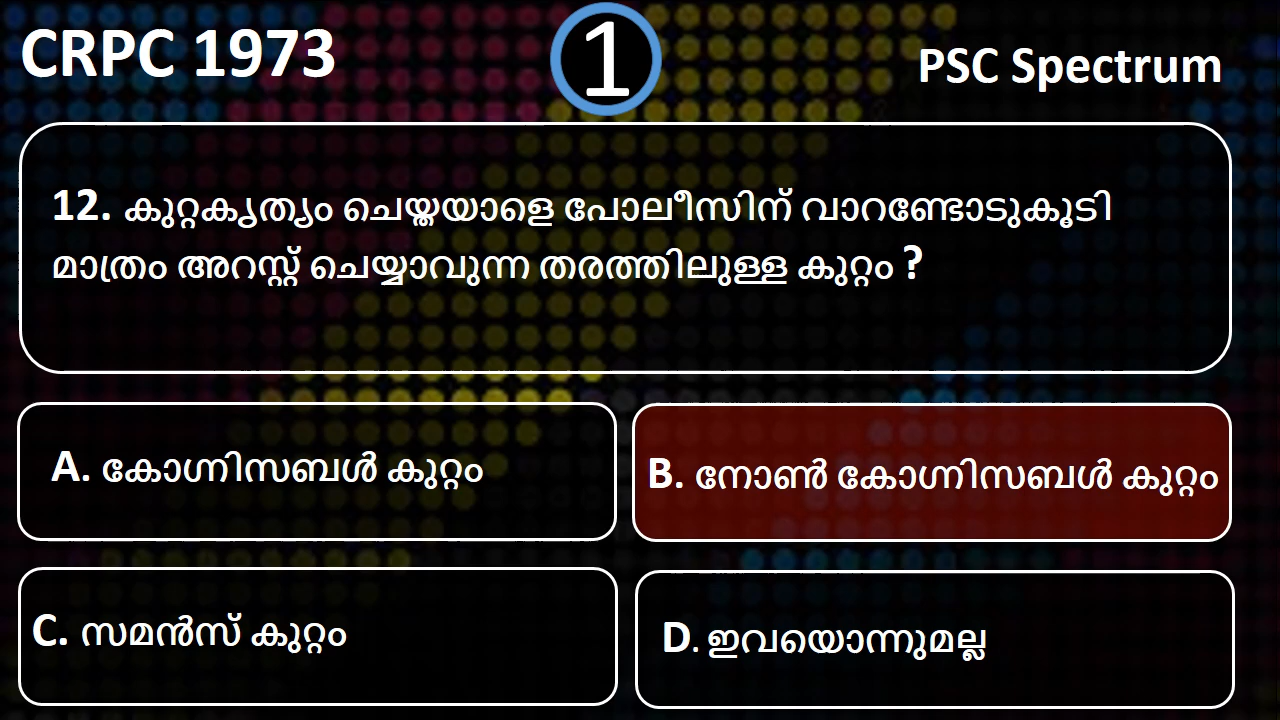 CRPC 1973
1
PSC Spectrum
12. കുറ്റകൃത്യം ചെയ്തയാളെ പോലീസിന് വാറണ്ടോടുകൂടി
മാത്രം അറസ്റ്റ് ചെയ്യാവുന്ന തരത്തിലുള്ള കുറ്റം ?
A. കോഗ്നിസബൾ കുറ്റം
B. നോൺ കോഗ്നിസബൾ കുറ്റം
C. സമൻസ് കുറ്റം
D. ഇവയൊന്നുമല്ല